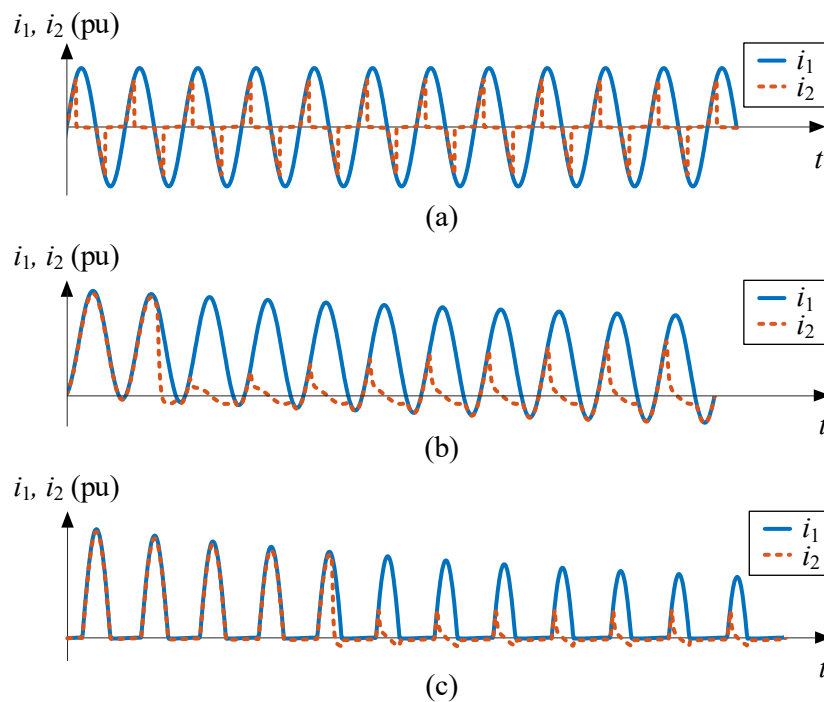 i₁, i₂ (pu)
i₁
i₂
t
(a)
i₁, i₂ (pu)
i₁
i₂
t
(b)
i₁, i₂ (pu)
i₁
i₂
t
(c)